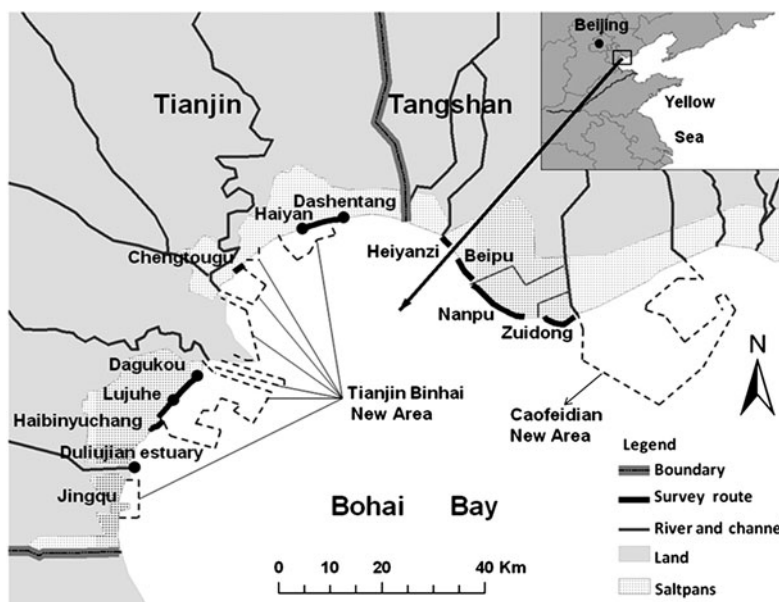 Beijing
Yellow
Sea
Tianjin
Tangshan
Dashentang
Haiyan
Chengtougu
Heiyanzi
Beipu
Nanpu
Zuidong
N
Dagukou
Lujuhe
Haibinyuchang
Duliujian estuary
Jingqu
Tianjin Binhai
New Area
Caofeidian
New Area
Bohai Bay
0 10 20 40 Km
Legend
Boundary
Survey route
River and channe
Land
Saltpans